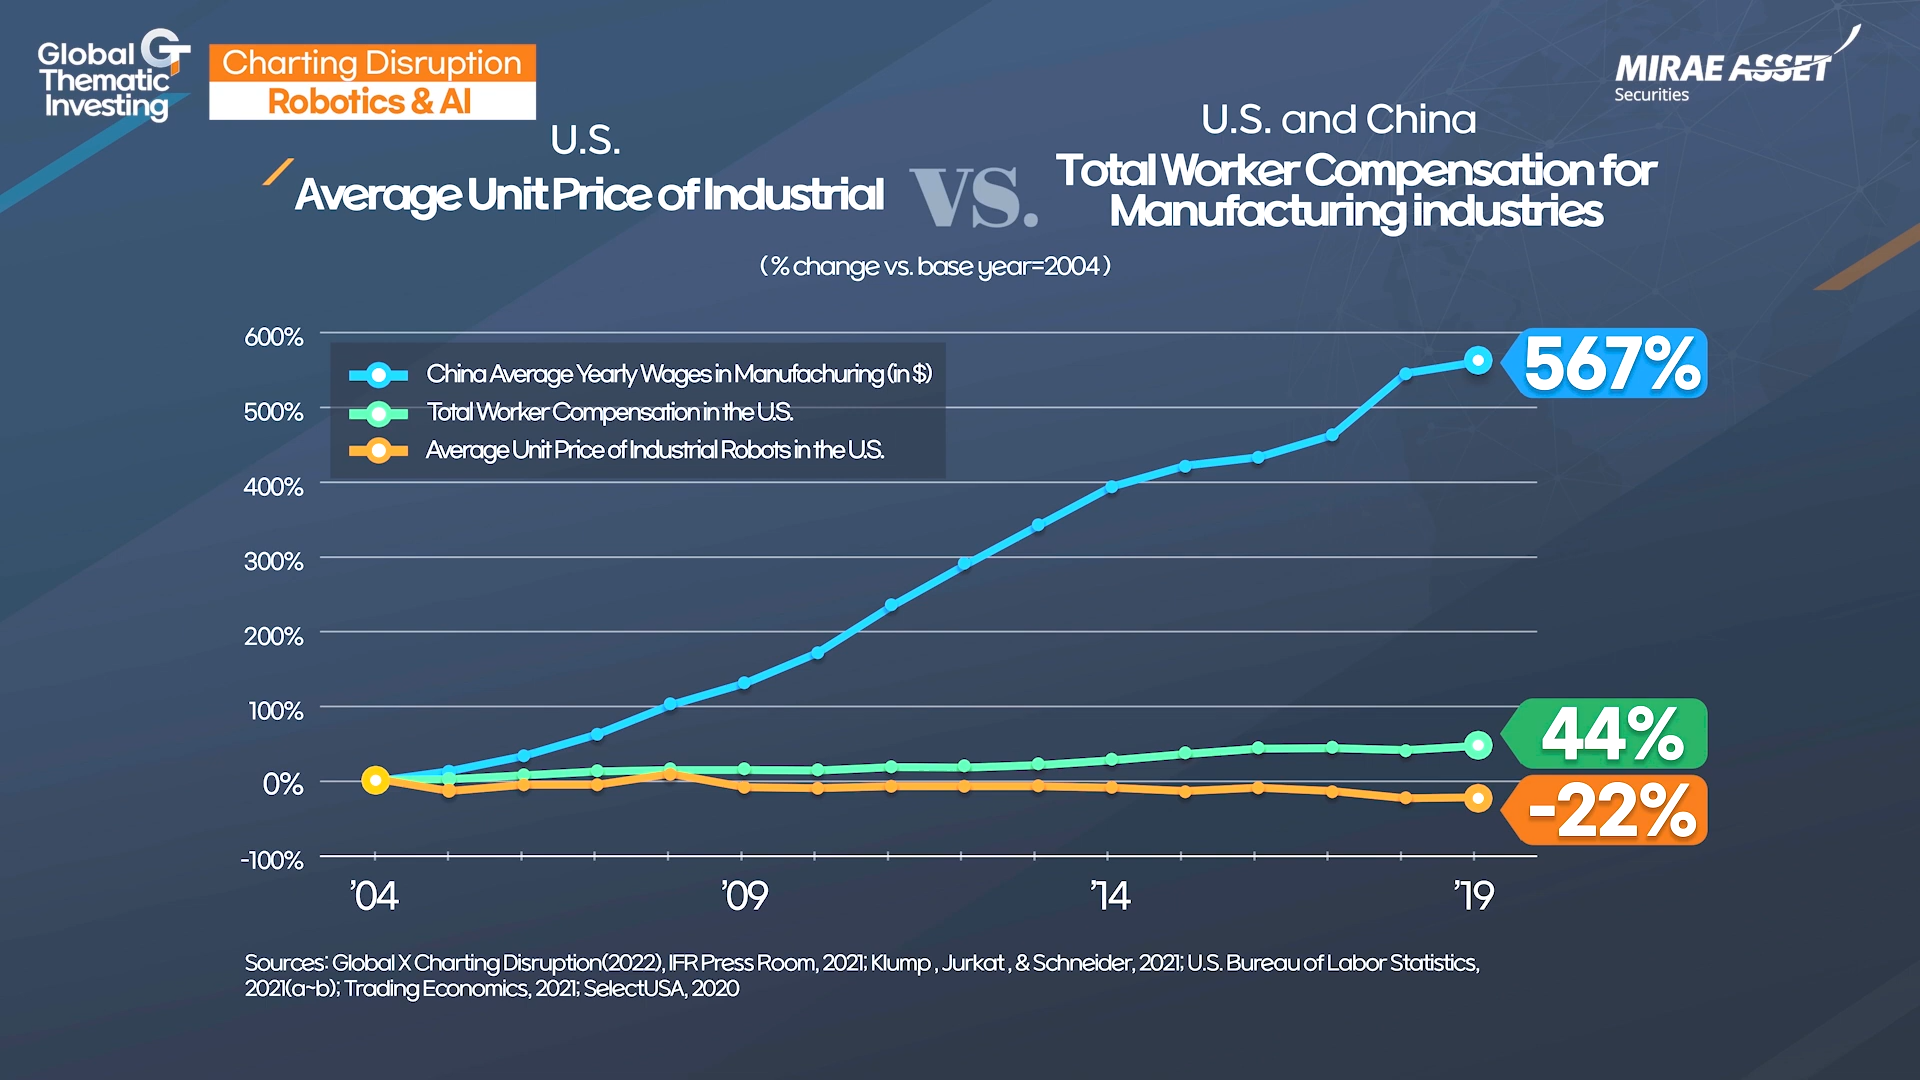 Global
Thematic
Investing
GT
Charting Disruption
Robotics & AI
MIRAE ASSET
Securities
U.S.
Average Unit Price of Industrial
VS.
U.S. and China
Total Worker Compensation for
Manufacturing industries
(% change vs. base year=2004)
600%
500%
400%
300%
200%
100%
0%
-100%
China Average Yearly Wages in Manufachuring (in $)
Total Worker Compensation in the U.S.
Average Unit Price of Industrial Robots in the U.S.
567%
44%
-22%
’04
’09
’14
’19
Sources: Global X Charting Disruption(2022), IFR Press Room, 2021; Klump , Jurkat , & Schneider, 2021; U.S. Bureau of Labor Statistics,
2021(a~b); Trading Economics, 2021; SelectUSA, 2020